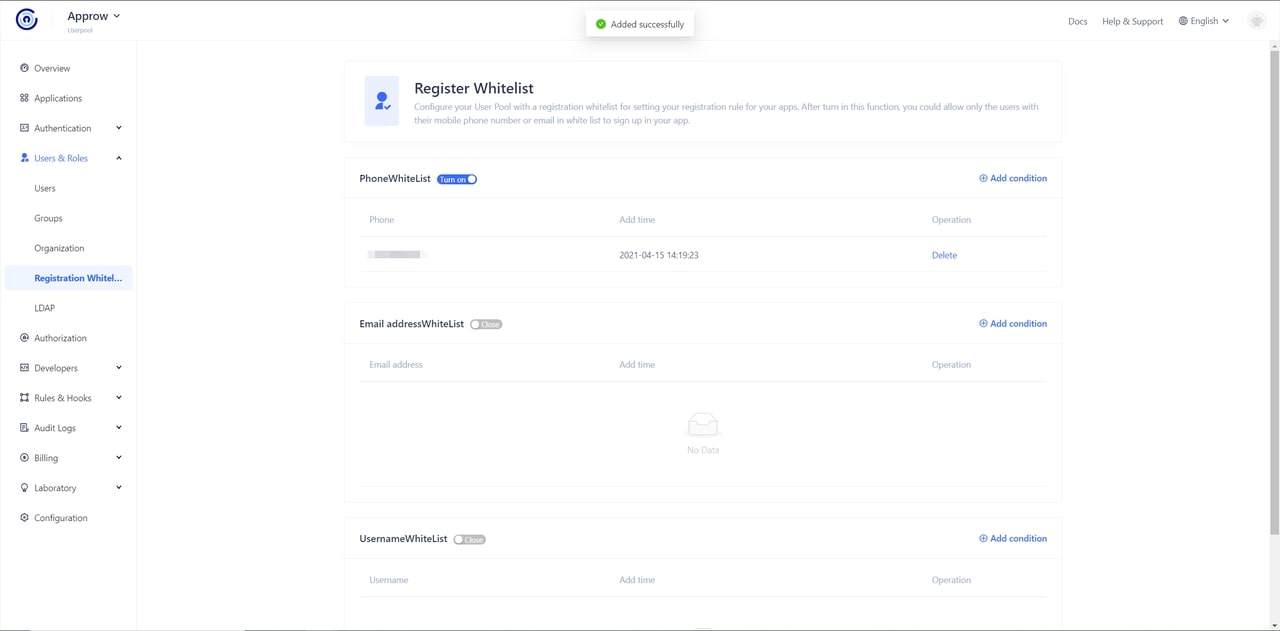 Approw
Userpool
Added successfully
Docs
Help & Support
English
Overview
Applications
Authentication
Users & Roles
Users
Groups
Organization
Registration Whitel...
LDAP
Authorization
Developers
Rules & Hooks
Audit Logs
Billing
Laboratory
Configuration
Register Whitelist
Configure your User Pool with a registration whitelist for setting your registration rule for your apps. After turn in this function, you could allow only the users with
their mobile phone number or email in white list to sign up in your app.
PhoneWhiteList Turn on
Add condition
Phone Add time Operation
2021-04-15 14:19:23 Delete
Email addressWhiteList Close
Add condition
Email address Add time Operation
No Data
UsernameWhiteList Close
Add condition
Username Add time Operation